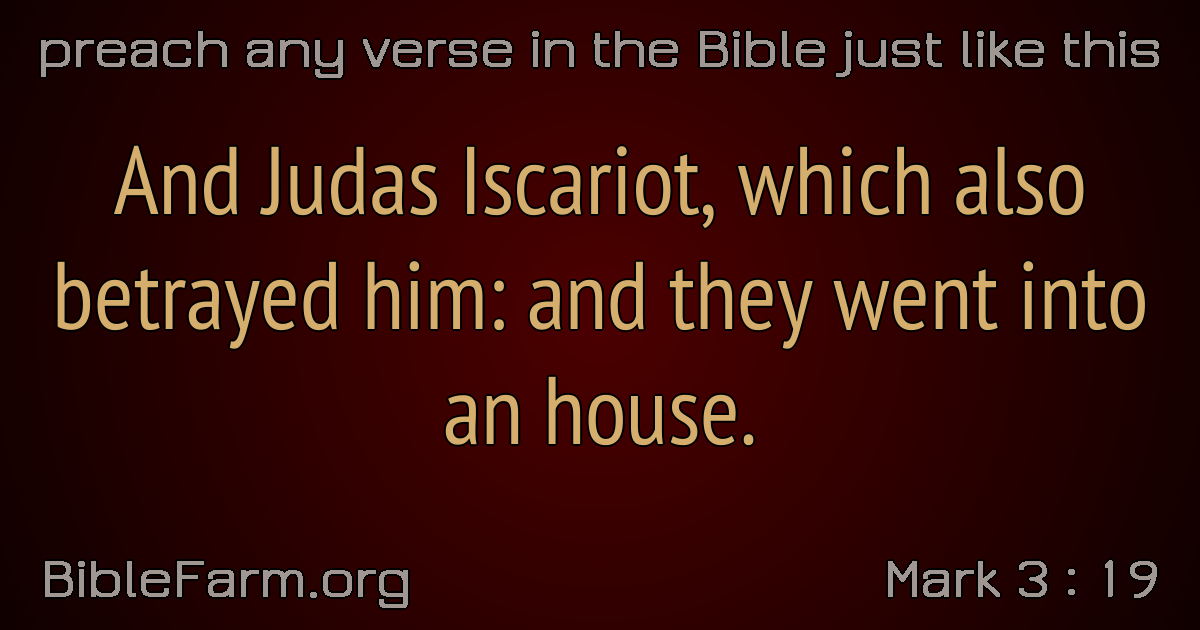 preach any verse in the Bible just like this
And Judas Iscariot, which also
betrayed him: and they went into
an house.
BibleFarm.org
Mark 3 : 19